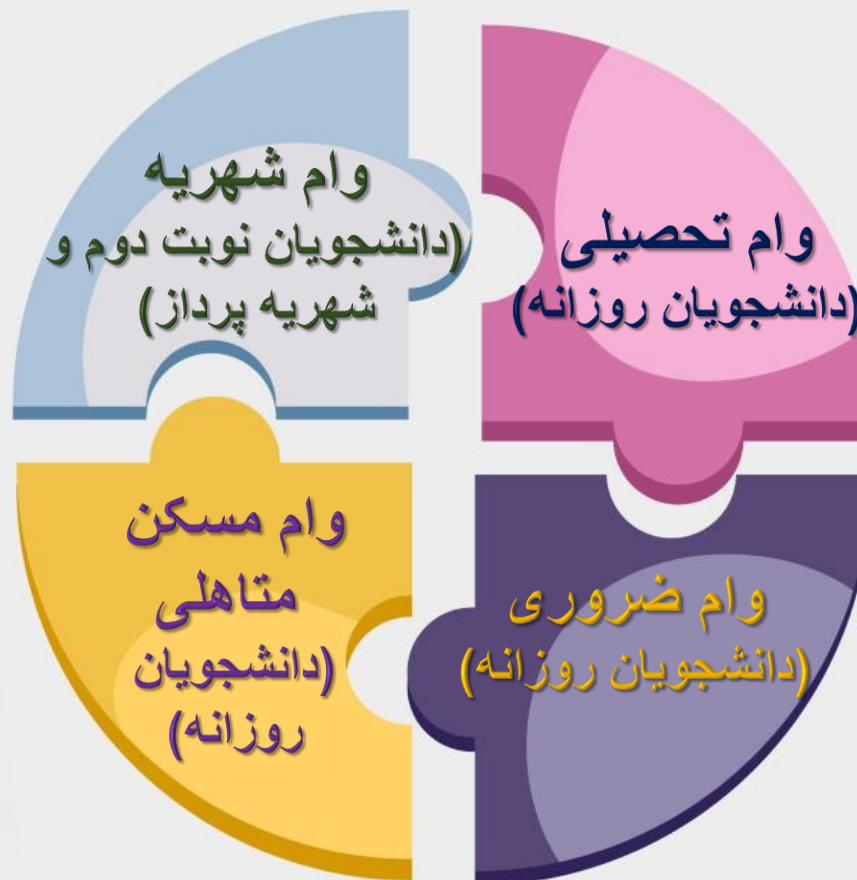 وام تحصیلی
(دانشجویان روزانه)
وام شهریه
(دانشجویان نوبت دوم و
شهریه پرداز)
وام ضروری
(دانشجویان روزانه)
وام مسکن
متاهلی
(دانشجویان
روزانه)